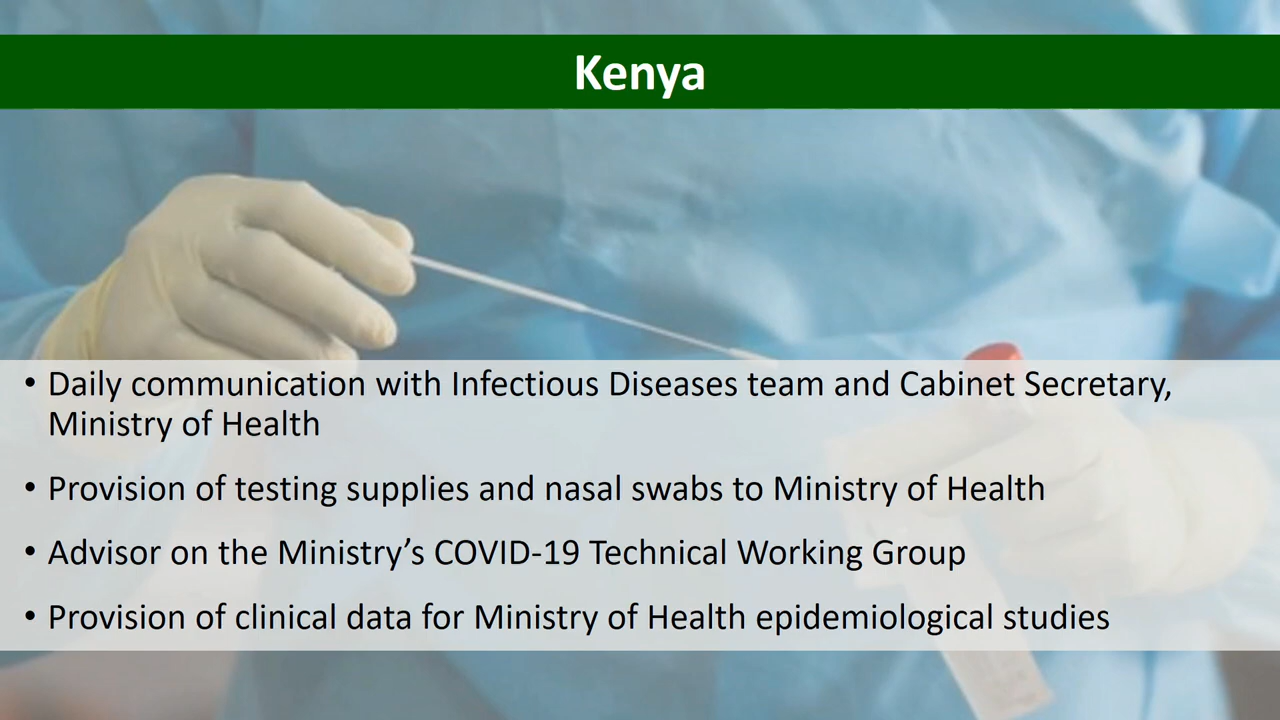 Kenya
• Daily communication with Infectious Diseases team and Cabinet Secretary,
Ministry of Health
• Provision of testing supplies and nasal swabs to Ministry of Health
• Advisor on the Ministry’s COVID-19 Technical Working Group
• Provision of clinical data for Ministry of Health epidemiological studies